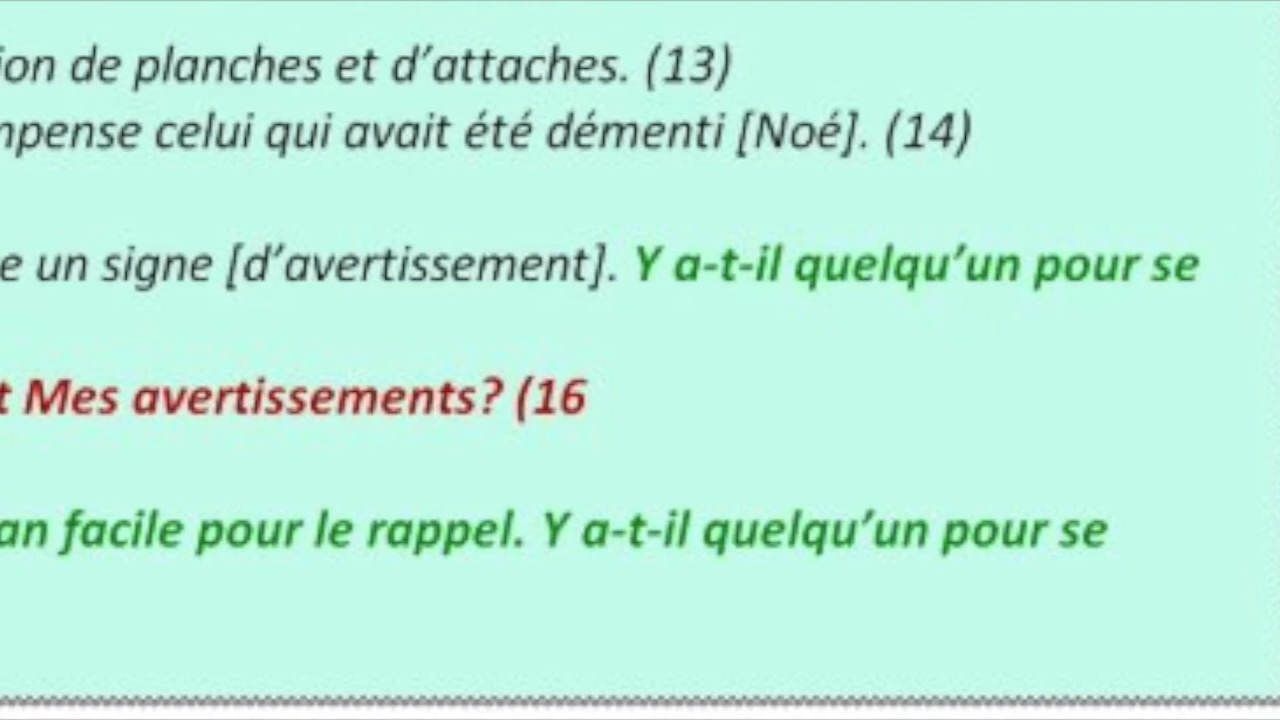 ion de planches et d’attaches. (13)
mpense celui qui avait été démenti [Noé]. (14)
e un signe [d’avertissement]. Y a-t-il quelqu’un pour se
t Mes avertissements? (16
an facile pour le rappel. Y a-t-il quelqu’un pour se